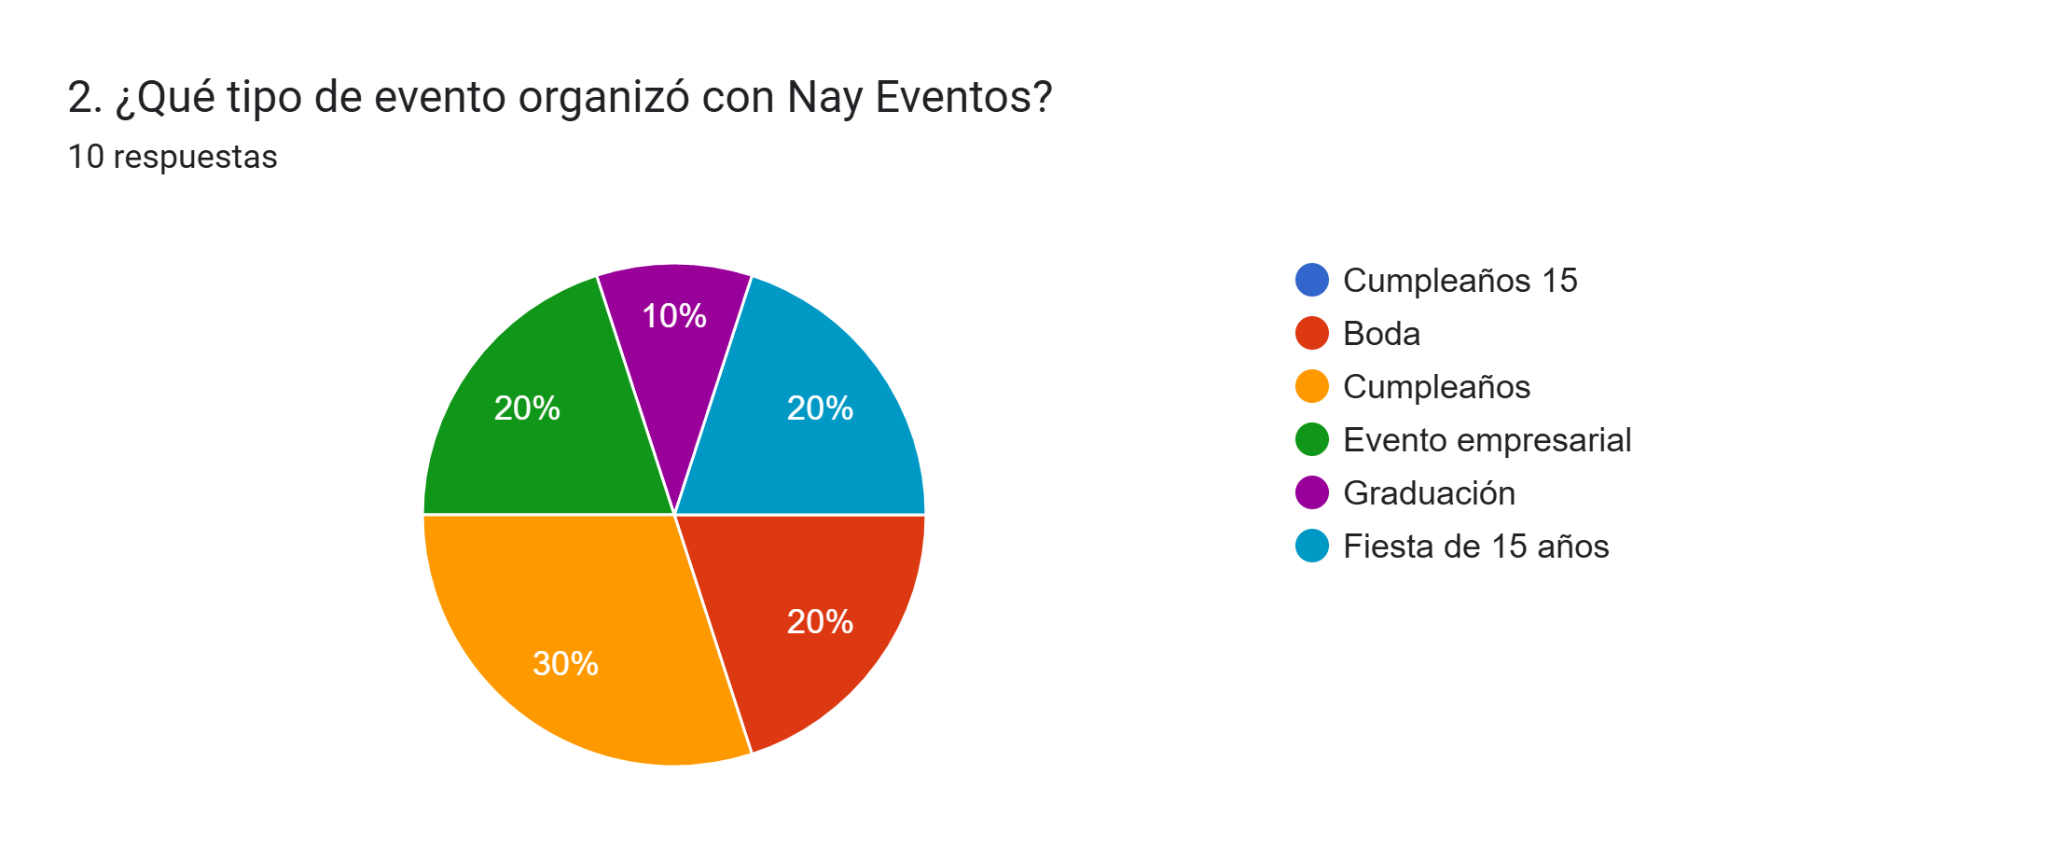 2. ¿Qué tipo de evento organizó con Nay Eventos?
10 respuestas
10%
20%
20%
20%
30%
Cumpleaños 15
Boda
Cumpleaños
Evento empresarial
Graduación
Fiesta de 15 años